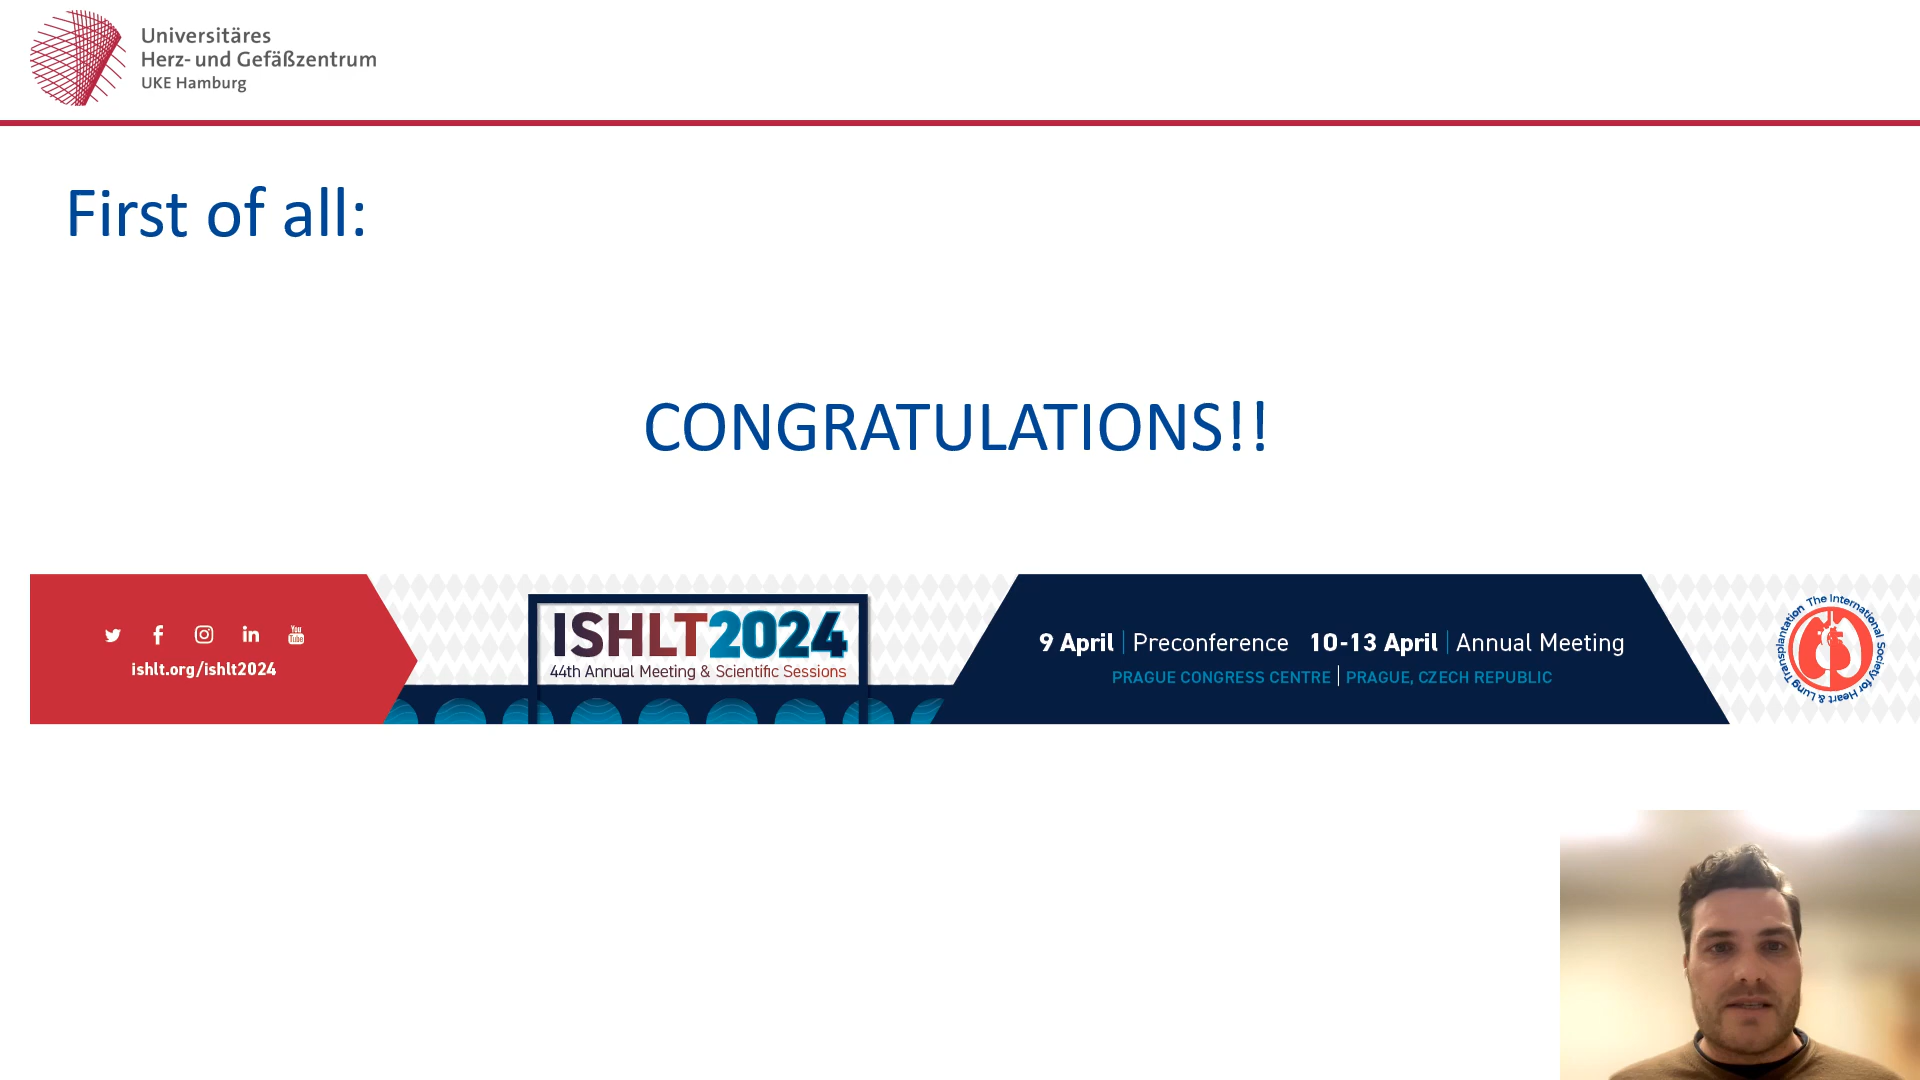 Universitäres
Herz- und Gefäßzentrum
UKE Hamburg
First of all:
CONGRATULATIONS!!
ishlt.org/ishlt2024
ISHLT2024
44th Annual Meeting & Scientific Sessions
9 April | Preconference 10-13 April | Annual Meeting
PRAGUE CONGRESS CENTRE | PRAGUE, CZECH REPUBLIC
The International Society for Heart & Lung Transplantation
You
Tube